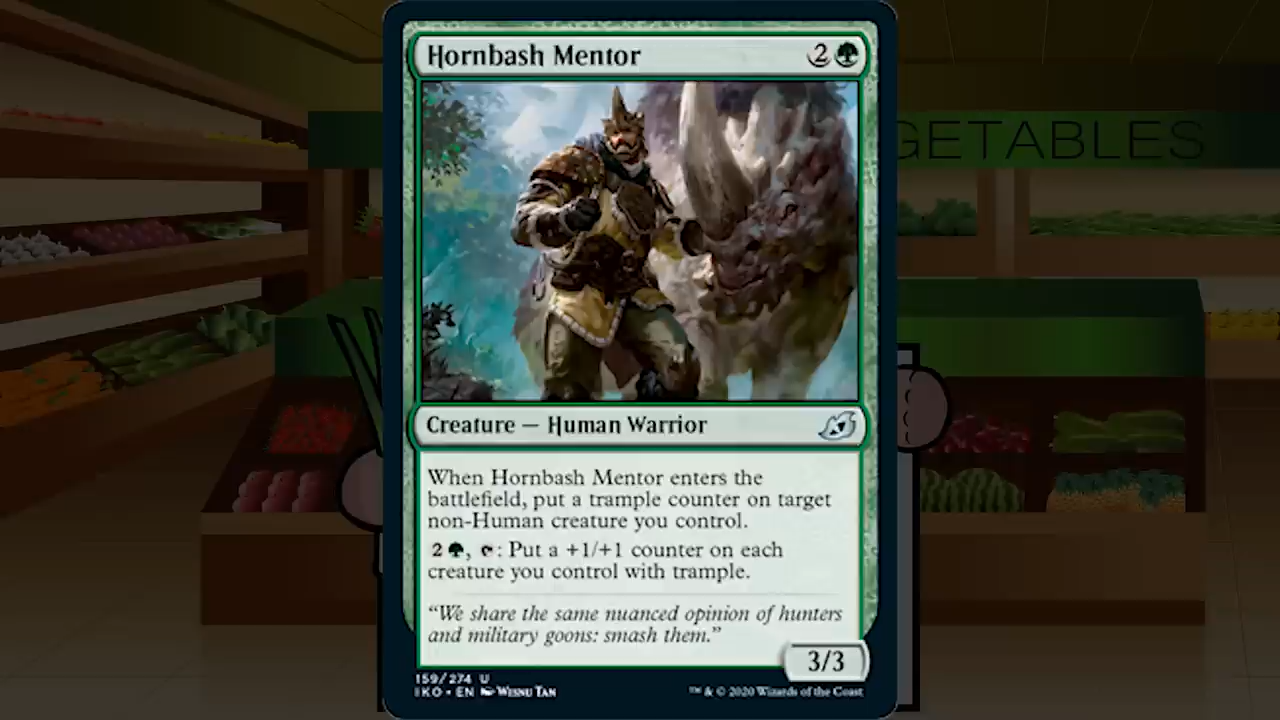 Hornbash Mentor 2
GETABLES
Creature — Human Warrior
When Hornbash Mentor enters the
battlefield, put a trample counter on target
non-Human creature you control.
2 , : Put a +1/+1 counter on each
creature you control with trample.
“We share the same nuanced opinion of hunters
and military goons: smash them.”
3/3
159/274 U
IKO • EN Wisnu Tan
™ & © 2020 Wizards of the Coast